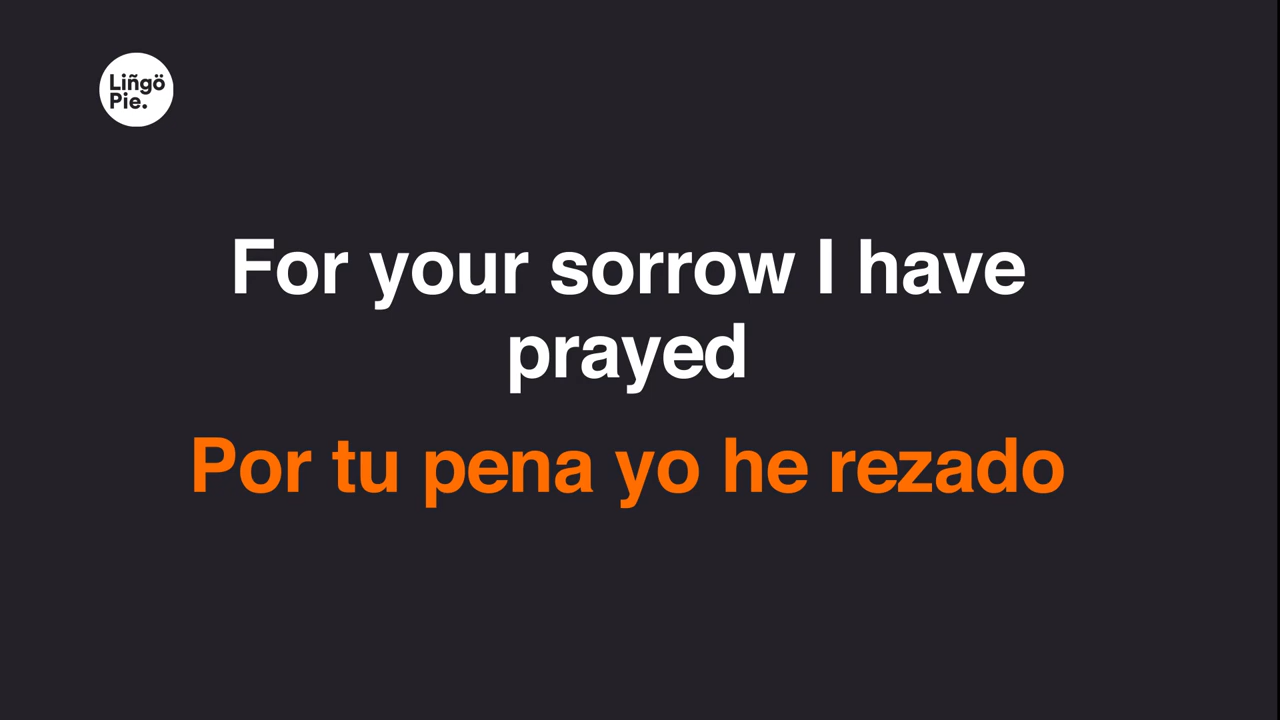 Liñgö
Pie.
For your sorrow I have
prayed
Por tu pena yo he rezado